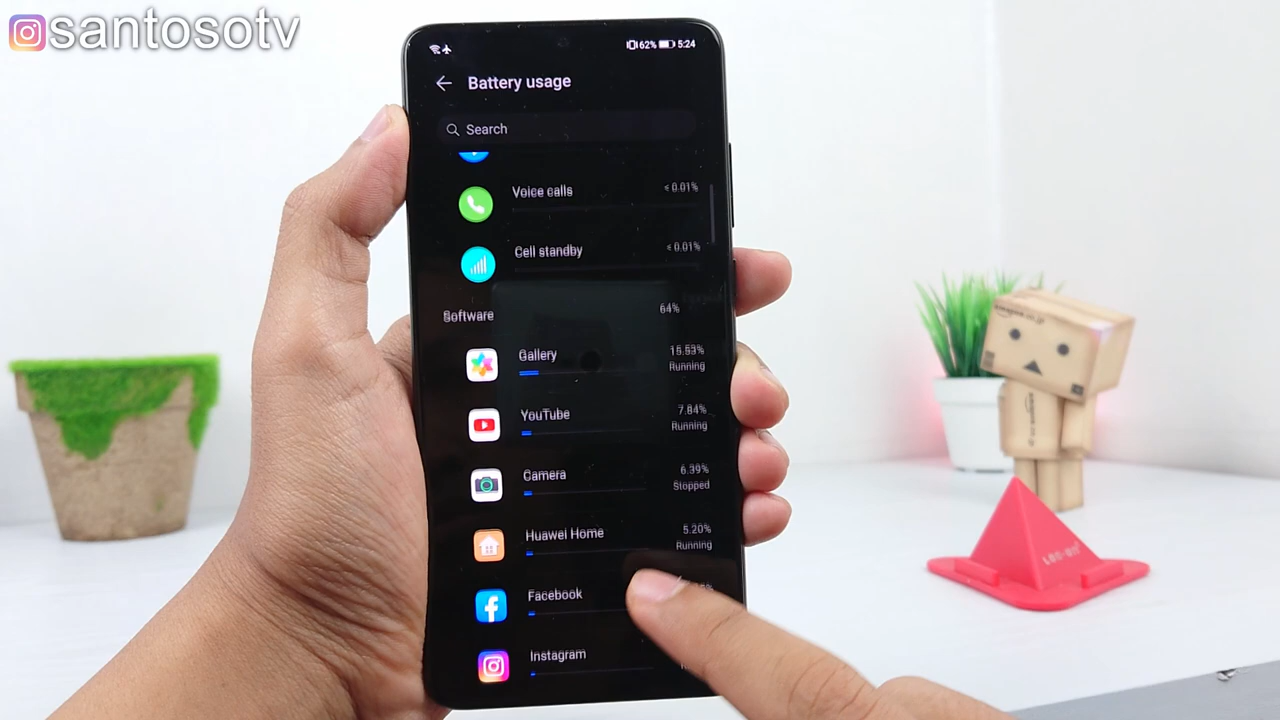 santosotv
62% 5:24
Battery usage
Search
Voice calls <0.01%
Cell standby <0.01%
Software 64%
Gallery 15.53%
Running
YouTube 7.84%
Running
Camera 6.39%
Stopped
Huawei Home 5.20%
Running
Facebook
Instagram